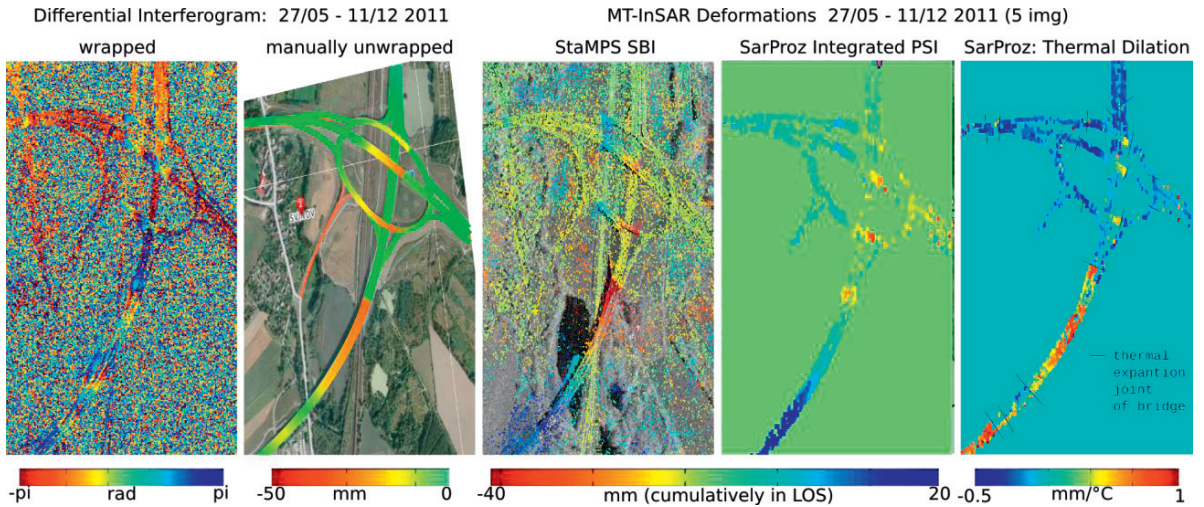 Differential Interferogram: 27/05 - 11/12 2011
MT-InSAR Deformations 27/05 - 11/12 2011 (5 img)
wrapped
manually unwrapped
StaMPS SBI
SarProz Integrated PSI
SarProz: Thermal Dilation
thermal
expantion
joint
of bridge
-pi rad pi
-50 mm 0
-40 mm (cumulatively in LOS) 20
-0.5 mm/°C 1